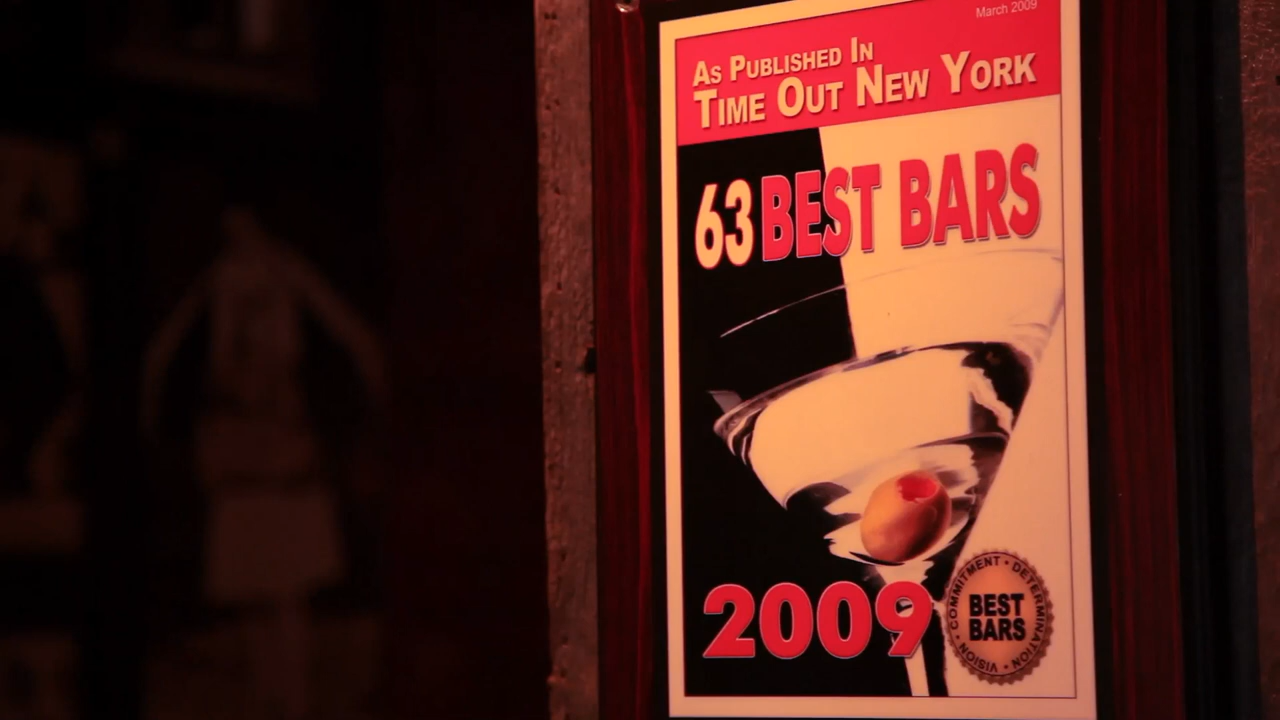 March 2009
As Published In
Time Out New York
63 BEST BARS
2009
COMMITMENT • DETERMINATION • VISION •
BEST
BARS